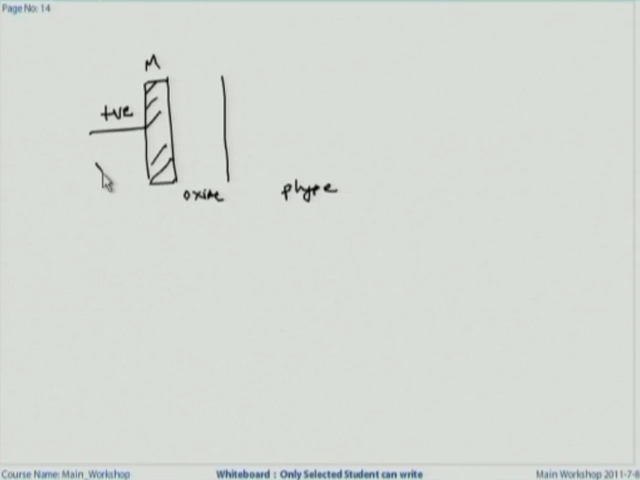 Page No: 14
M
+ve
oxide
ptype
Course Name: Main_Workshop
Whiteboard : Only Selected Student can write
Main Workshop 2011-7-8